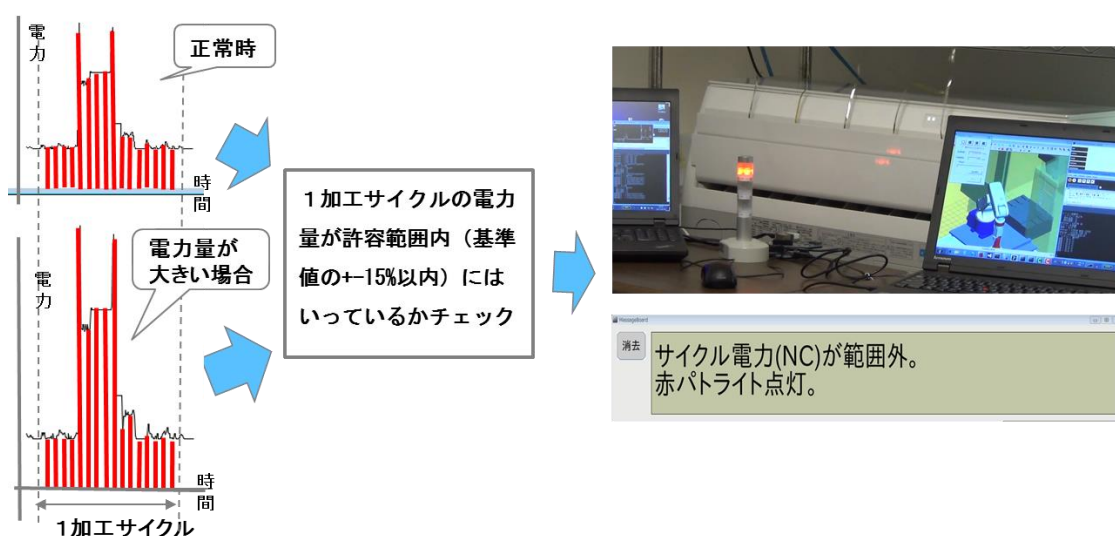 電力
正常時
時間
電力
電力量が
大きい場合
時間
1加工サイクル
1加工サイクルの電力
量が許容範囲内（基準
値の+-15%以内）には
いっているかチェック
MessageBoard
消去
サイクル電力(NC)が範囲外。
赤パトライト点灯。